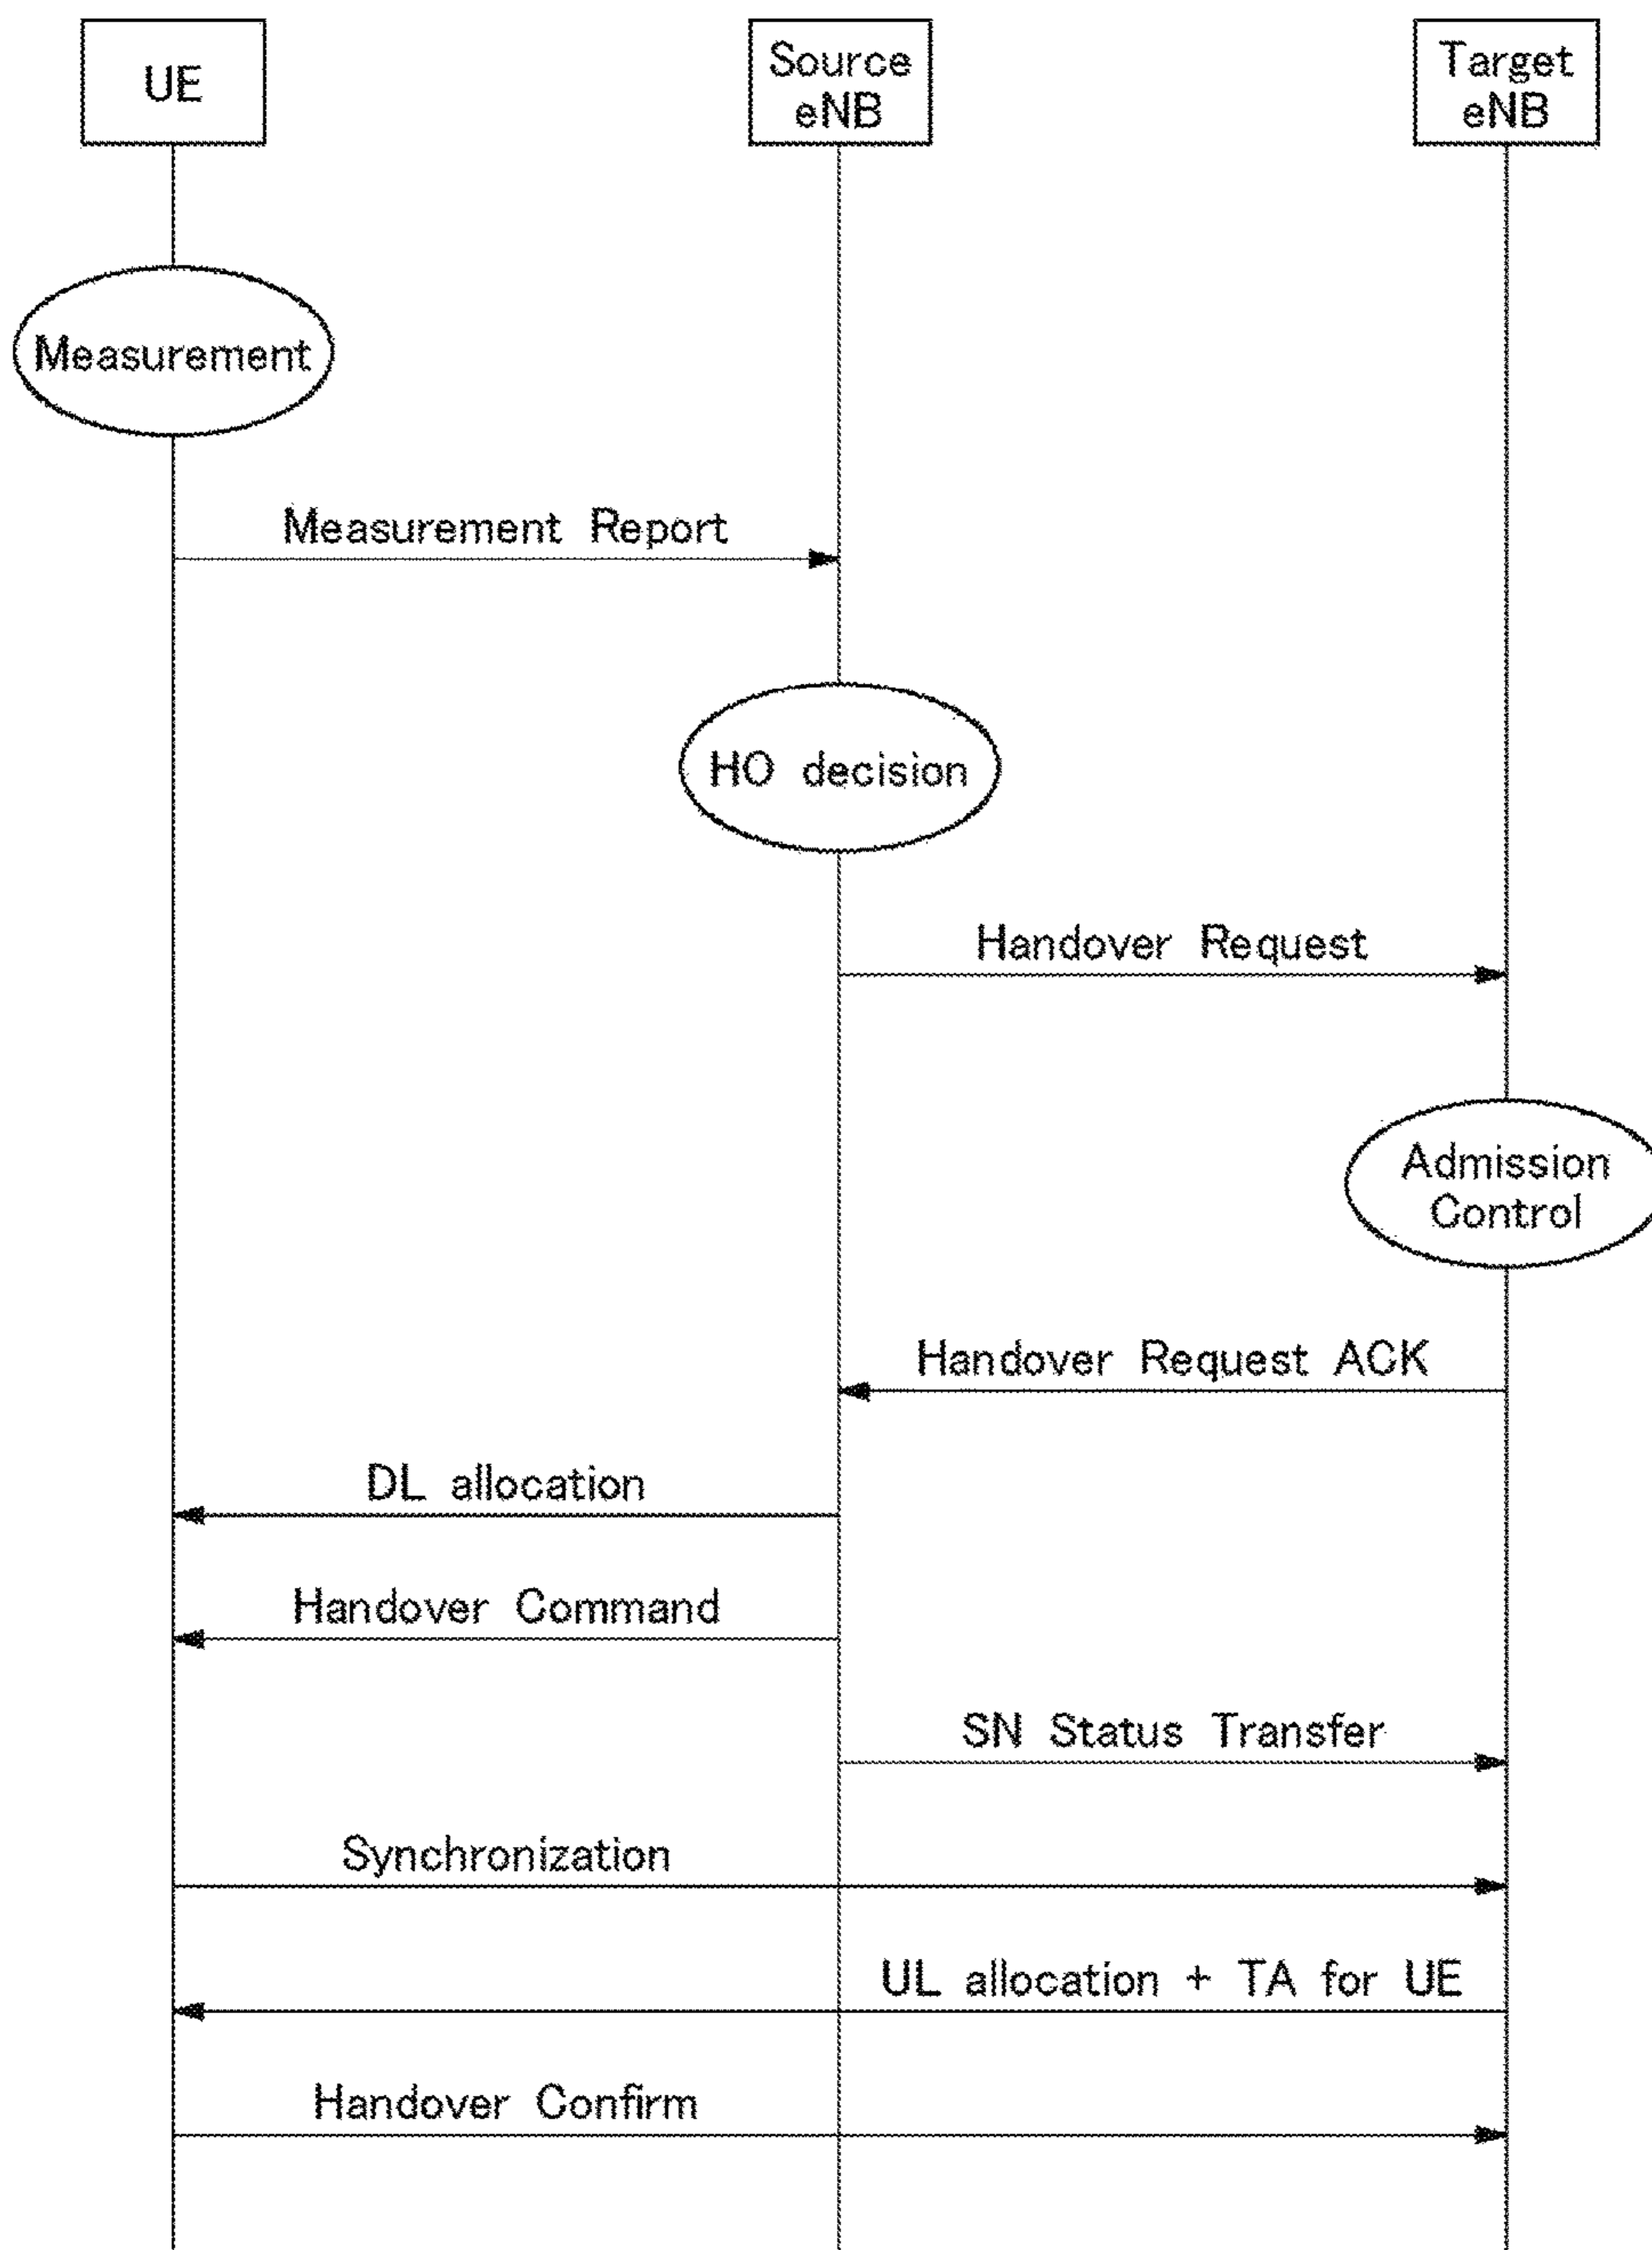 UE
Source
eNB
Target
eNB
Measurement
Measurement Report
HO decision
Handover Request
Admission
Control
Handover Request ACK
DL allocation
Handover Command
SN Status Transfer
Synchronization
UL allocation + TA for UE
Handover Confirm